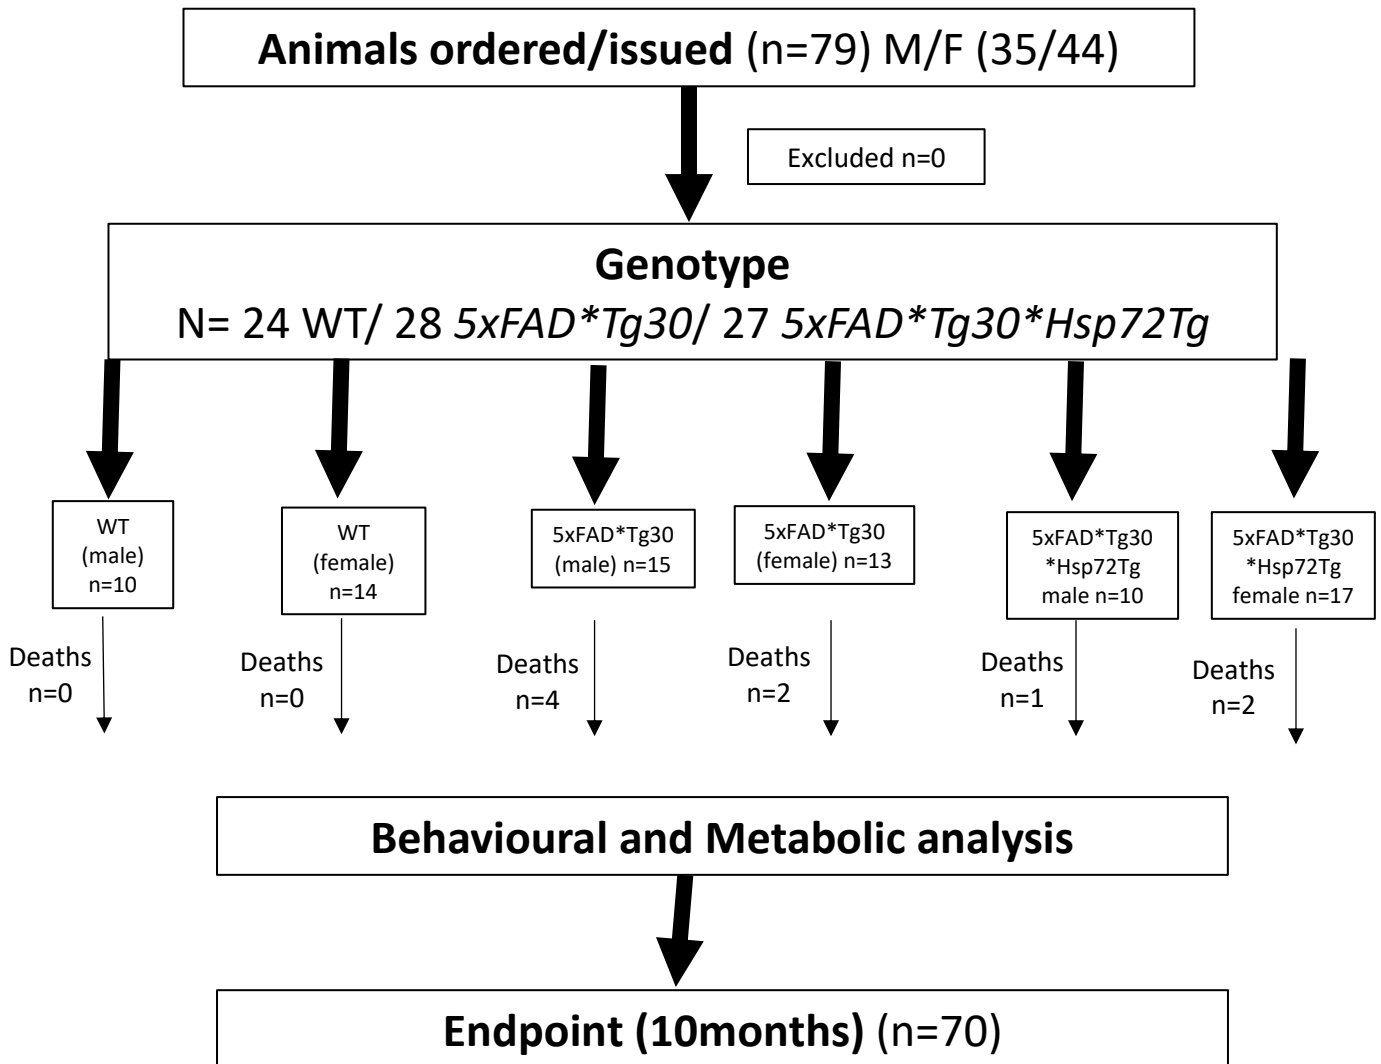 Animals ordered/issued (n=79) M/F (35/44)
Excluded n=0
Genotype
N= 24 WT/ 28 5xFAD*Tg30/ 27 5xFAD*Tg30*Hsp72Tg
WT
(male)
n=10
WT
(female)
n=14
5xFAD*Tg30
(male) n=15
5xFAD*Tg30
(female) n=13
5xFAD*Tg30
*Hsp72Tg
male n=10
5xFAD*Tg30
*Hsp72Tg
female n=17
Deaths
n=0
Deaths
n=0
Deaths
n=4
Deaths
n=2
Deaths
n=1
Deaths
n=2
Behavioural and Metabolic analysis
Endpoint (10months) (n=70)